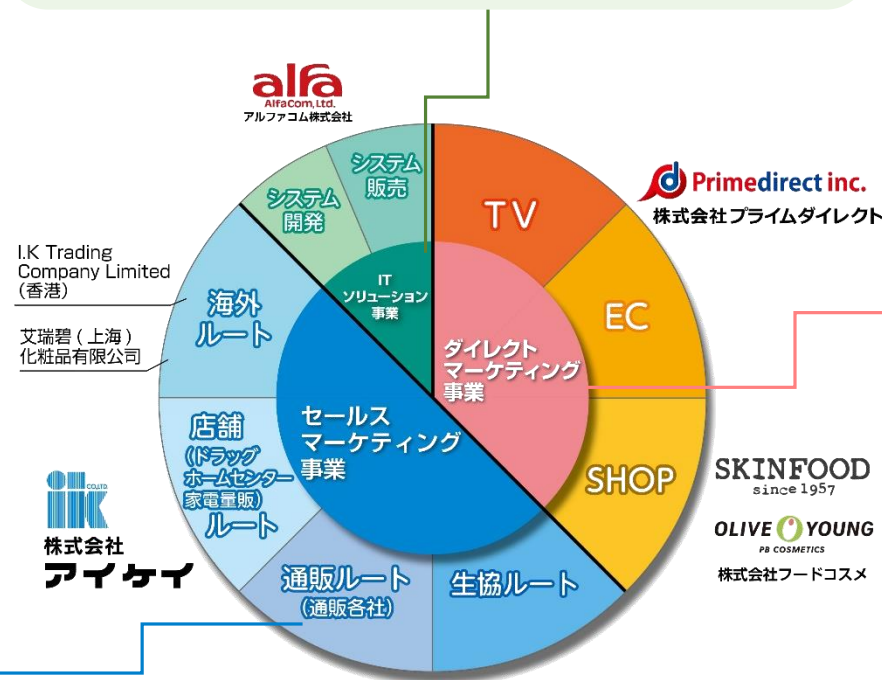 alfa
AlfaCom,Ltd.
アルファコム株式会社
システム
開発
システム
販売
TV
Primedirect inc.
株式会社プライムダイレクト
I.K Trading
Company Limited
(香港)
海外
ルート
IT
ソリューション
事業
EC
艾瑞碧(上海)
化粧品有限公司
ダイレクト
マーケティング
事業
店舗
(ドラッグ
ホームセンター
家電量販)
ルート
セールス
マーケティング
事業
SHOP
SKINFOOD
since 1957
OLIVE YOUNG
PB COSMETICS
株式会社フードコスメ
iik
CO.,LTD.
株式会社
アイケイ
通販ルート
(通販各社)
生協ルート